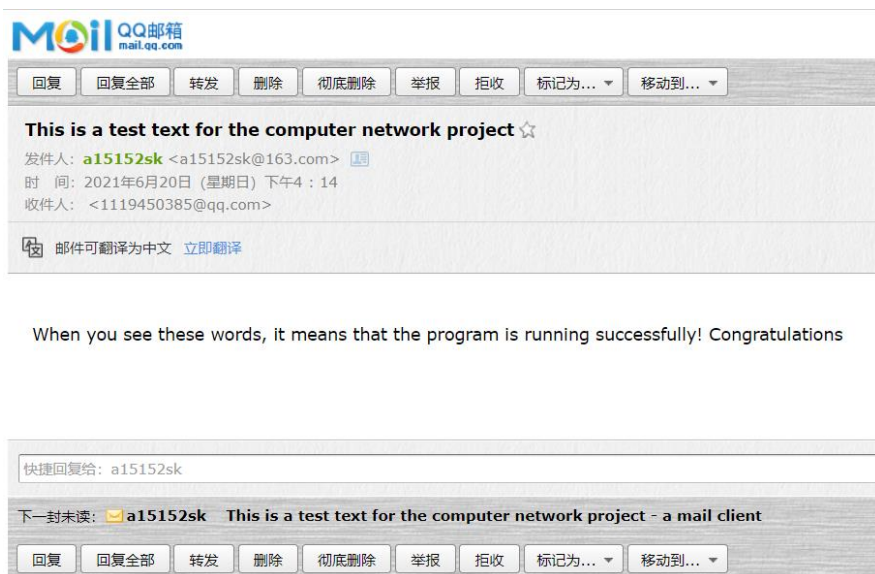 MAil QQ邮箱
mail.qq.com
回复 回复全部 转发 删除 彻底删除 举报 拒收 标记为... 移动到...
This is a test text for the computer network project
发件人: a15152sk <a15152sk@163.com>
时 间: 2021年6月20日 (星期日) 下午4:14
收件人: <1119450385@qq.com>
邮件可翻译为中文 立即翻译
When you see these words, it means that the program is running successfully! Congratulations
快捷回复给: a15152sk
下一封未读: a15152sk This is a test text for the computer network project - a mail client
回复 回复全部 转发 删除 彻底删除 举报 拒收 标记为... 移动到...